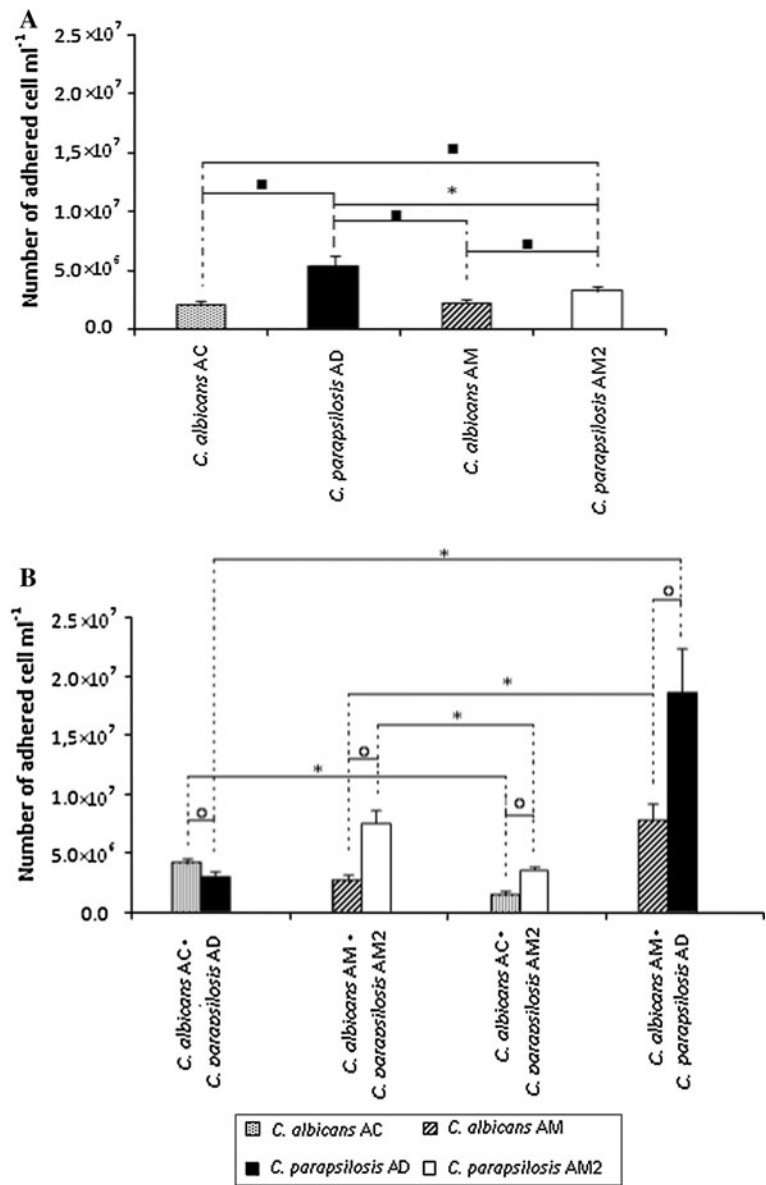 A
Number of adhered cell ml⁻¹
2.5×10⁷
2.0×10⁷
1.5×10⁷
1.0×10⁷
5.0×10⁶
0.0
■
■
*
■
■
C. albicans AC
C. parapsilosis AD
C. albicans AM
C. parapsilosis AM2
B
Number of adhered cell ml⁻¹
2.5×10⁷
2.0×10⁷
1.5×10⁷
1.0×10⁷
5.0×10⁶
0.0
*
o
*
*
o
*
o
o
C. albicans AC•
C. parapsilosis AD
C. albicans AM •
C. parapsilosis AM2
C. albicans AC•
C. parapsilosis AM2
C. albicans AM•
C. parapsilosis AD
C. albicans AC
C. albicans AM
C. parapsilosis AD
C. parapsilosis AM2